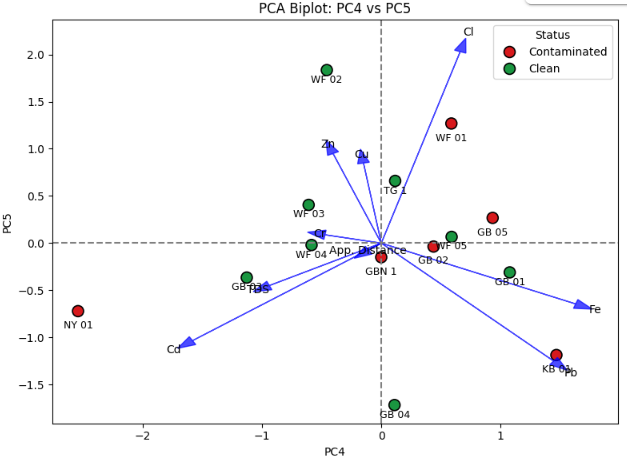 PCA Biplot: PC4 vs PC5
Cl
Status
Contaminated
Clean
2.0
WF 02
1.5
WF 01
Zn
Cu
1.0
TG 1
0.5
WF 03
GB 05
Cr
WF 05
0.0
App. Distance
WF 04
GB 02
GBN 1
GB 01
GB 03
TDS
−0.5
Fe
NY 01
−1.0
Cd
KB 01
Pb
−1.5
GB 04
−2
−1
0
1
PC4
PC5